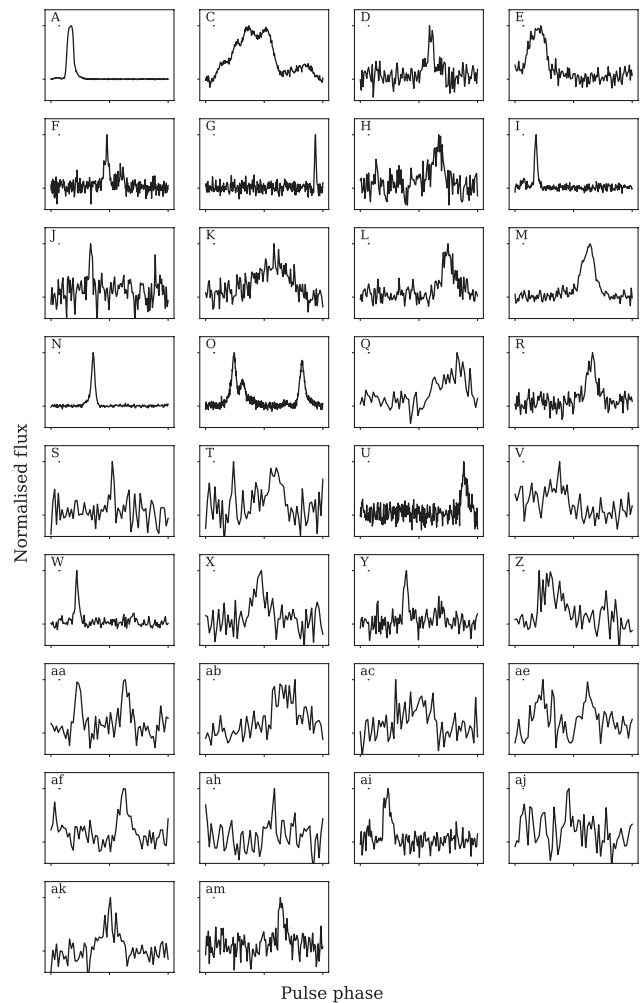 A C D E
F G H I
J K L M
N O Q R
S T U V
W X Y Z
aa ab ac ae
af ah ai aj
ak am
Normalised flux
Pulse phase